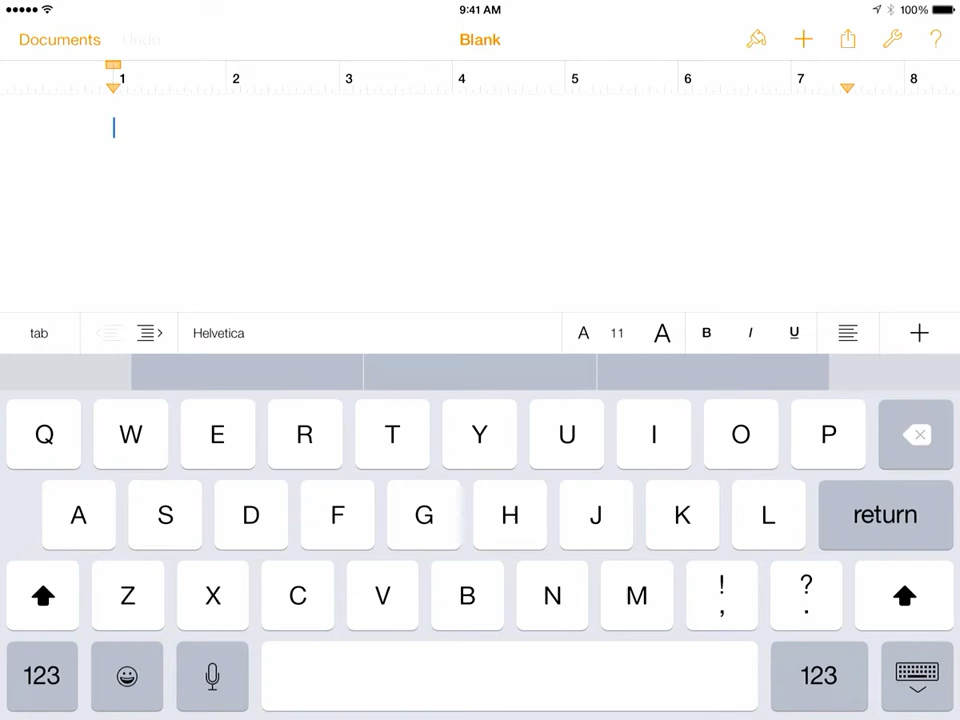 9:41 AM 100%
Documents Undo Blank ?
1 2 3 4 5 6 7 8
tab Helvetica A 11 A B I U
Q W E R T Y U I O P
A S D F G H J K L return
Z X C V B N M ! , ? .
123 123